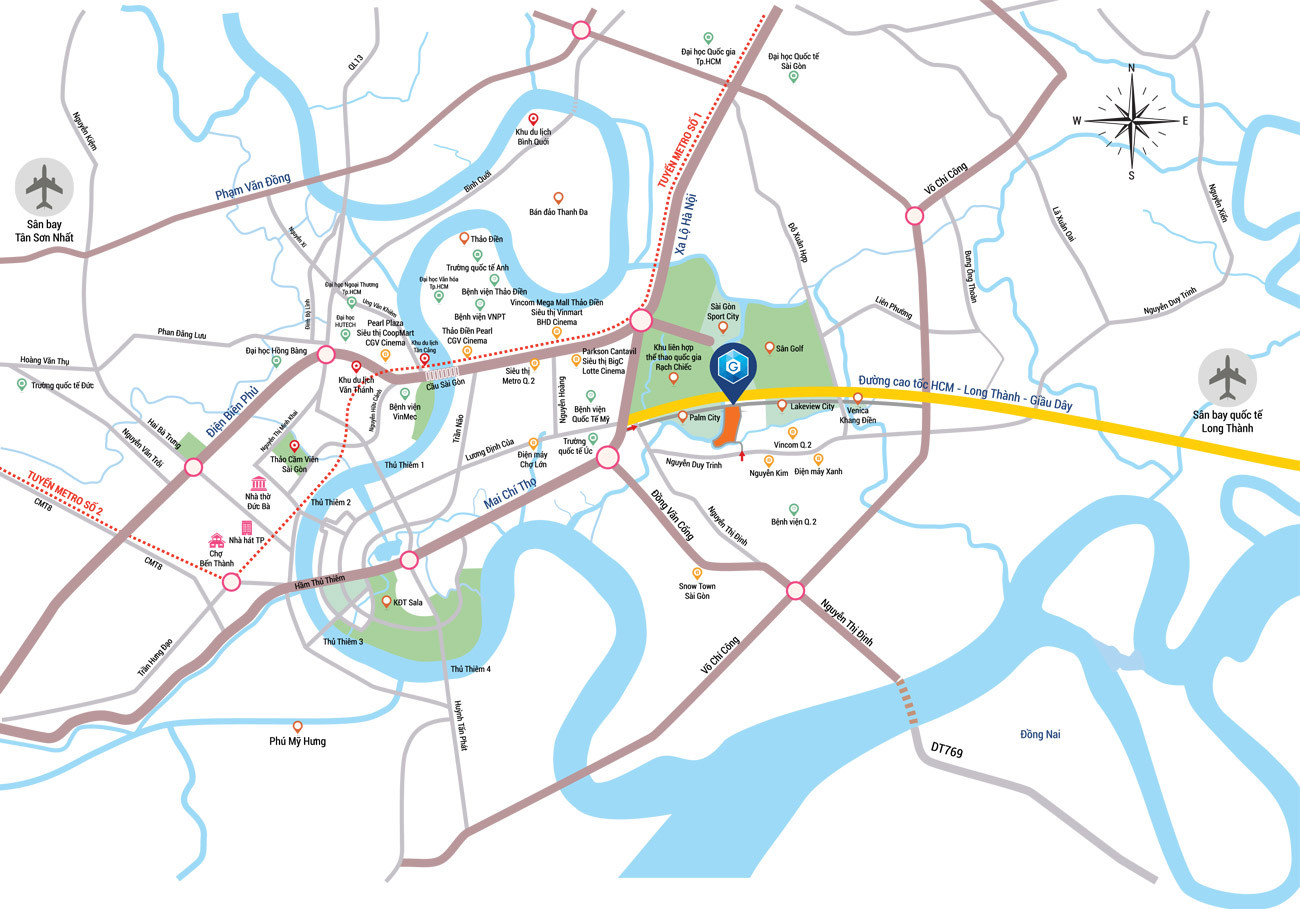 QL13
Đại học Quốc gia
Tp.HCM
Đại học Quốc tế
Sài Gòn
N
W
E
S
Nguyễn Kiệm
Khu du lịch
Bình Quới
TUYẾN METRO SỐ 1
Sân bay
Tân Sơn Nhất
Phạm Văn Đồng
Bình Quới
Võ Chí Công
Bán đảo Thanh Đa
Xa Lộ Hà Nội
Đỗ Xuân Hợp
Lã Xuân Oai
Nguyễn Xiển
Bưng Ông Thoàn
Nguyễn Xí
Thảo Điền
Trường quốc tế Anh
Đại học Văn hóa
Tp.HCM
Bệnh viện Thảo Điền
Bệnh viện VNPT
Đại học Ngoại Thương
Tp.HCM
Ung Văn Khiêm
Đinh Bộ Lĩnh
Đại học
HUTECH
Pearl Plaza
Siêu thị CoopMart
CGV Cinema
Thảo Điền Pearl
CGV Cinema
Vincom Mega Mall Thảo Điền
Siêu thị Vinmart
BHD Cinema
Sài Gòn
Sport City
Liên Phường
Nguyễn Duy Trinh
Phan Đăng Lưu
Hoàng Văn Thụ
Đại học Hồng Bàng
Khu du lịch
Tân Cảng
Khu du lịch
Văn Thánh
Cầu Sài Gòn
Siêu thị
Metro Q. 2
Parkson Cantavil
Siêu thị BigC
Lotte Cinema
Khu liên hợp
thể thao quốc gia
Rạch Chiếc
Sân Golf
G
Đường cao tốc HCM - Long Thành - Giầu Dây
Sân bay quốc tế
Long Thành
Trường quốc tế Đức
Điện Biên Phủ
Nguyễn Hữu Cảnh
Bệnh viện
VinMec
Nguyễn Hoàng
Bệnh viện
Quốc Tế Mỹ
Palm City
Lakeview City
Venica
Khang Điền
Hai Bà Trưng
Nguyễn Thị Minh Khai
Trần Não
Lương Định Của
Trường
quốc tế Úc
Vincom Q. 2
Nguyễn Văn Trỗi
Thảo Cầm Viên
Sài Gòn
Thủ Thiêm 1
Điện máy
Chợ Lớn
Nguyễn Duy Trinh
Nguyễn Kim
Điện máy Xanh
TUYẾN METRO SỐ 2
CMT8
Nhà thờ
Đức Bà
Thủ Thiêm 2
Mai Chí Thọ
Đồng Văn Cống
Nguyễn Thị Định
Bệnh viện Q. 2
Nhà hát TP
Chợ
Bến Thành
CMT8
Hầm Thủ Thiêm
KĐT Sala
Snow Town
Sài Gòn
Nguyễn Thị Định
Trần Hưng Đạo
Thủ Thiêm 3
Thủ Thiêm 4
Võ Chí Công
Huỳnh Tấn Phát
Phú Mỹ Hưng
Đồng Nai
DT769